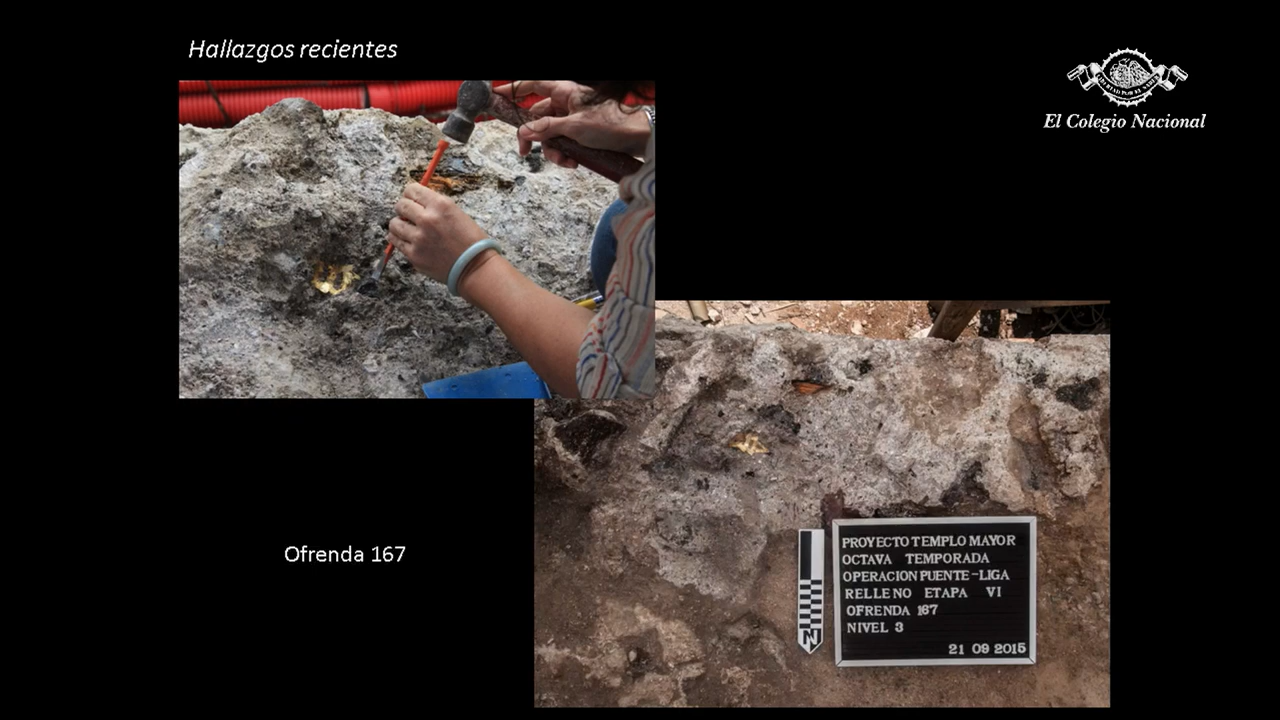 Hallazgos recientes
El Colegio Nacional
Ofrenda 167
PROYECTO TEMPLO MAYOR
OCTAVA TEMPORADA
OPERACION PUENTE-LIGA
RELLENO ETAPA VI
OFRENDA 167
NIVEL 3
21 09 2015
N